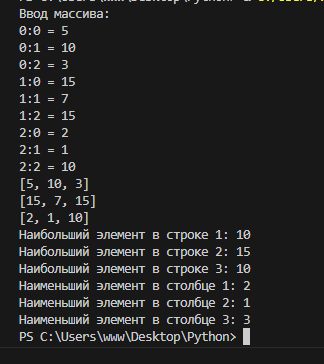 Ввод массива:
0:0 = 5
0:1 = 10
0:2 = 3
1:0 = 15
1:1 = 7
1:2 = 15
2:0 = 2
2:1 = 1
2:2 = 10
[5, 10, 3]
[15, 7, 15]
[2, 1, 10]
Наибольший элемент в строке 1: 10
Наибольший элемент в строке 2: 15
Наибольший элемент в строке 3: 10
Наименьший элемент в столбце 1: 2
Наименьший элемент в столбце 2: 1
Наименьший элемент в столбце 3: 3
PS C:\Users\www\Desktop\Python>